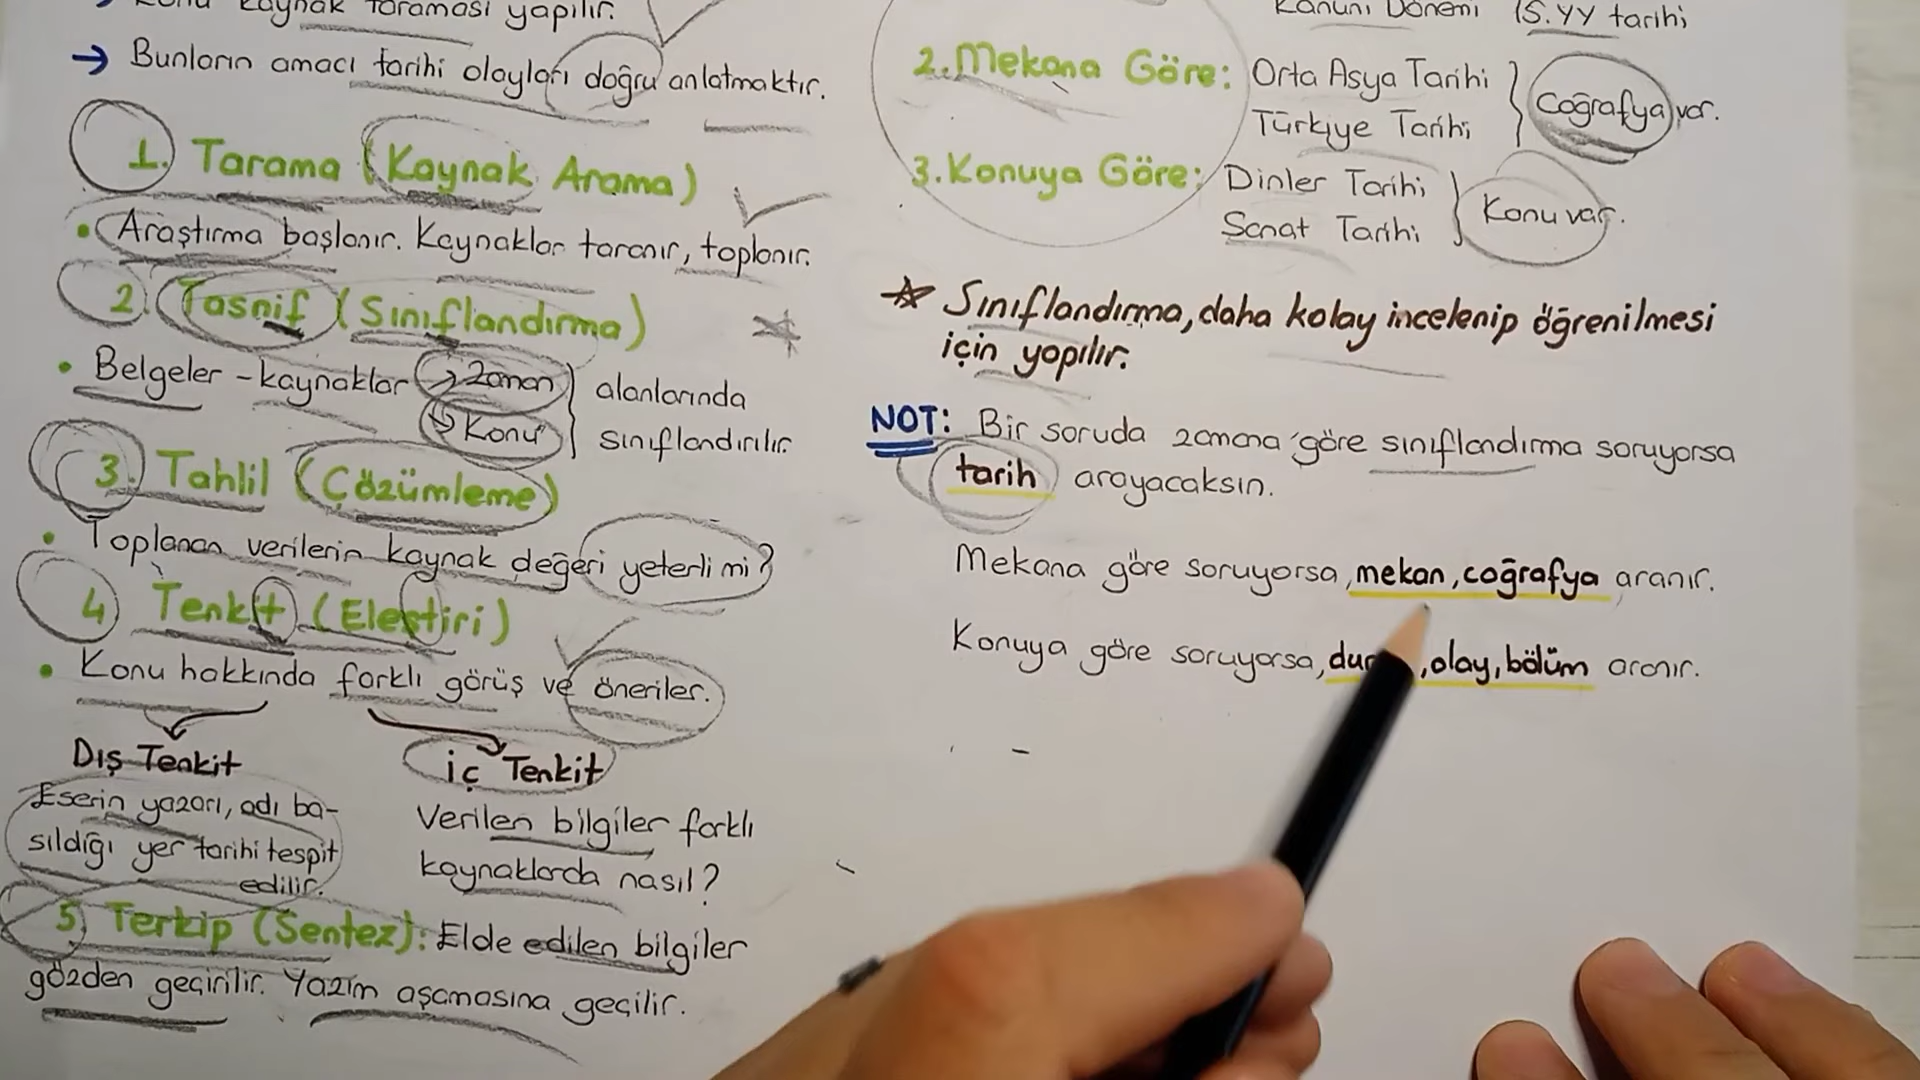 Konu kaynak taraması yapılır.
→ Bunların amacı tarihi olayları doğru anlatmaktır.
1. Tarama (Kaynak Arama)
• Araştırma başlanır. Kaynaklar taranır, toplanır.
2. Tasnif (Sınıflandırma)
• Belgeler - kaynaklar → Zaman alanlarında
↳ Konu sınıflandırılır.
3. Tahlil (Çözümleme)
• Toplanan verilerin kaynak değeri yeterli mi?
4 Tenkit (Eleştiri)
• Konu hakkında farklı görüş ve öneriler.
Dış Tenkit
Eserin yazarı, adı ba-
sıldığı yer tarihi tespit
edilir.
İç Tenkit
Verilen bilgiler farklı
kaynaklarda nasıl?
5) Terkip (Sentez): Elde edilen bilgiler
gözden geçirilir. Yazım aşamasına geçilir.
Kanuni Dönemi 15.yy tarihi
2. Mekana Göre: Orta Asya Tarihi
Türkiye Tarihi
Coğrafya var.
3. Konuya Göre: Dinler Tarihi
Sanat Tarihi
Konu var.
☆ Sınıflandırma, daha kolay incelenip öğrenilmesi
için yapılır.
NOT: Bir soruda zamana göre sınıflandırma soruyorsa
tarih arayacaksın.
Mekana göre soruyorsa, mekan, coğrafya aranır.
Konuya göre soruyorsa, , olay, bölüm aranır.